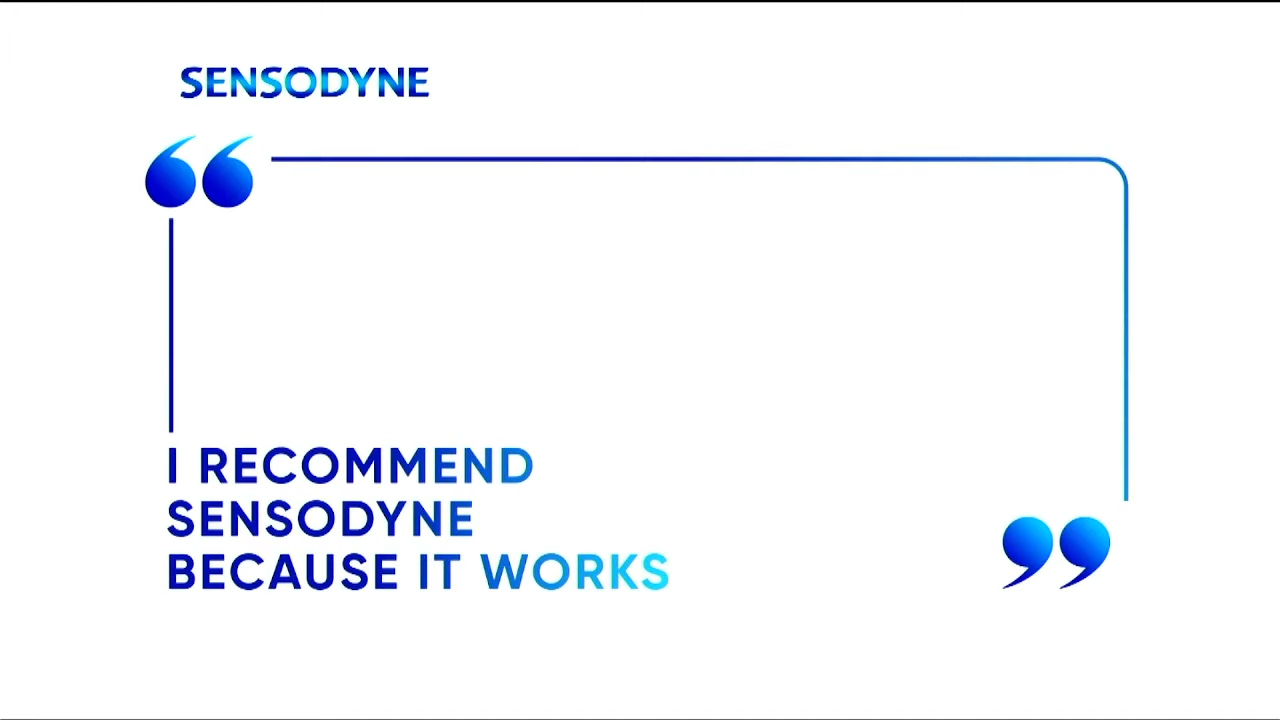 SENSODYNE
“
I RECOMMEND
SENSODYNE
BECAUSE IT WORKS
”